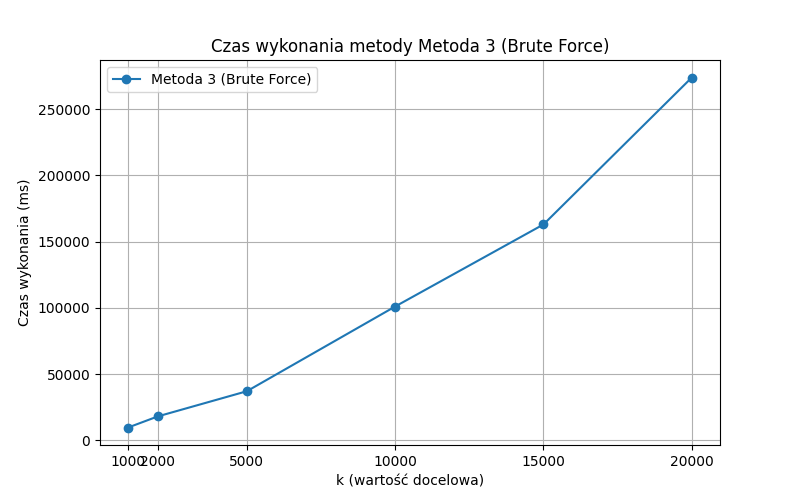 Czas wykonania metody Metoda 3 (Brute Force)
Metoda 3 (Brute Force)
250000
200000
150000
100000
50000
0
Czas wykonania (ms)
1000 2000 5000 10000 15000 20000
k (wartość docelowa)